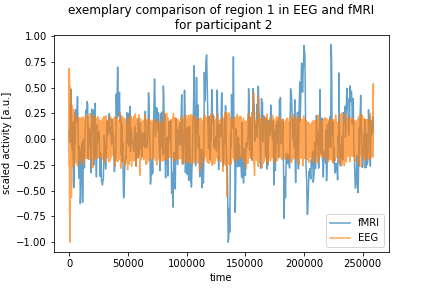 exemplary comparison of region 1 in EEG and fMRI
for participant 2
scaled activity [a.u.]
1.00
0.75
0.50
0.25
0.00
−0.25
−0.50
−0.75
−1.00
fMRI
EEG
0 50000 100000 150000 200000 250000
time